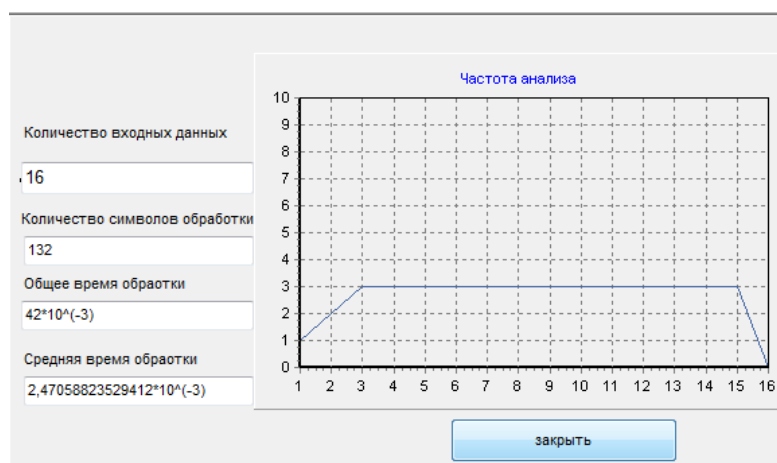 Количество входных данных
16
Количество символов обработки
132
Общее время обраотки
42*10^(-3)
Средняя время обраотки
2,47058823529412*10^(-3)
Частота анализа
10
9
8
7
6
5
4
3
2
1
0
1 2 3 4 5 6 7 8 9 10 11 12 13 14 15 16
закрыть